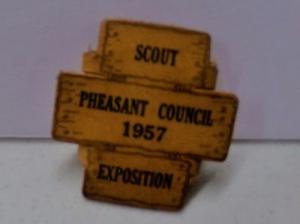 SCOUT
PHEASANT COUNCIL
1957
EXPOSITION